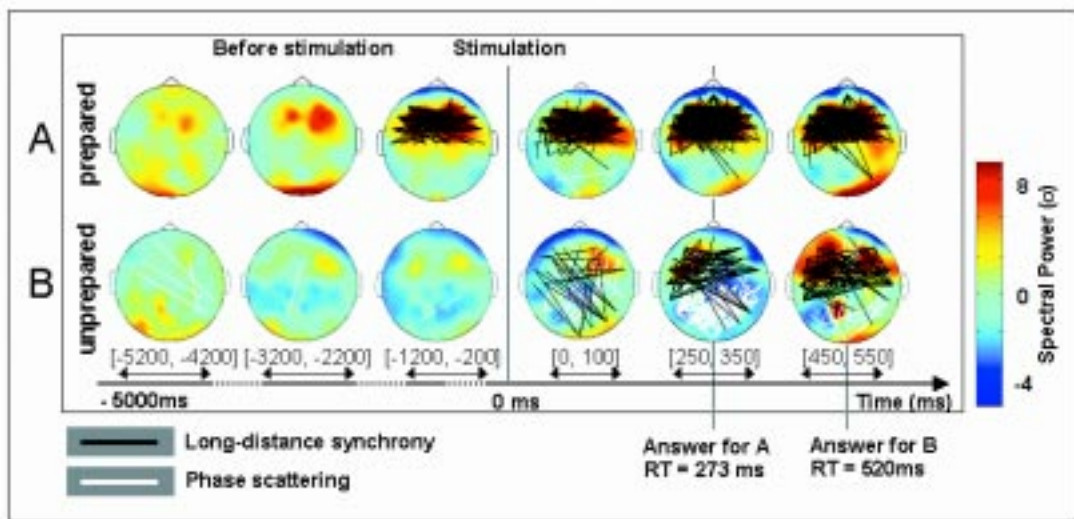 Before stimulation Stimulation
A
prepared
B
unprepared
[-5200, -4200] [-3200, -2200] [-1200, -200] [0, 100] [250, 350] [450, 550]
- 5000ms 0 ms Time (ms)
8
0
-4
Spectral Power (σ)
Long-distance synchrony
Phase scattering
Answer for A
RT = 273 ms
Answer for B
RT = 520ms